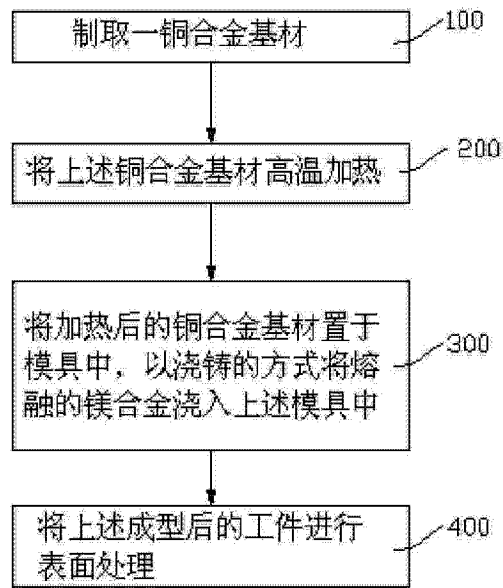 制取一铜合金基材
100
将上述铜合金基材高温加热
200
将加热后的铜合金基材置于
模具中，以浇铸的方式将熔
融的镁合金浇入上述模具中
300
将上述成型后的工件进行
表面处理
400